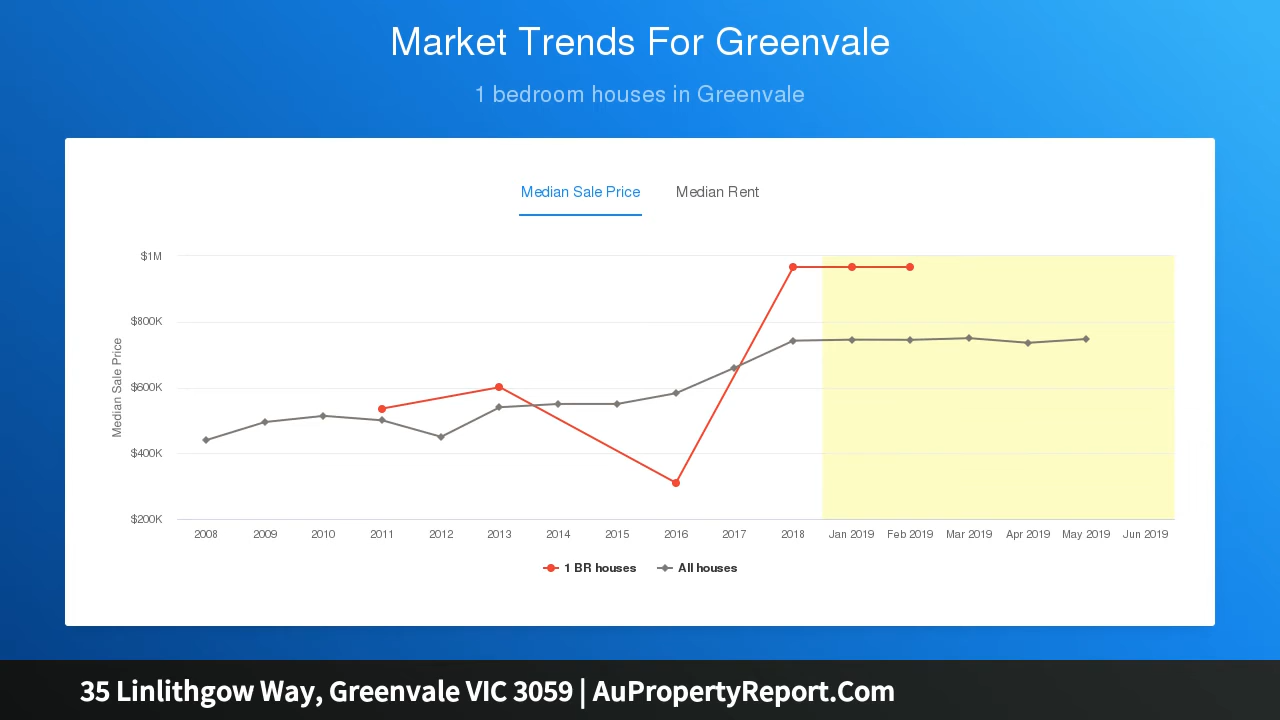 Market Trends For Greenvale
1 bedroom houses in Greenvale
Median Sale Price Median Rent
Median Sale Price
$1M
$800K
$600K
$400K
$200K
2008 2009 2010 2011 2012 2013 2014 2015 2016 2017 2018 Jan 2019 Feb 2019 Mar 2019 Apr 2019 May 2019 Jun 2019
1 BR houses All houses
35 Linlithgow Way, Greenvale VIC 3059 | AuPropertyReport.Com